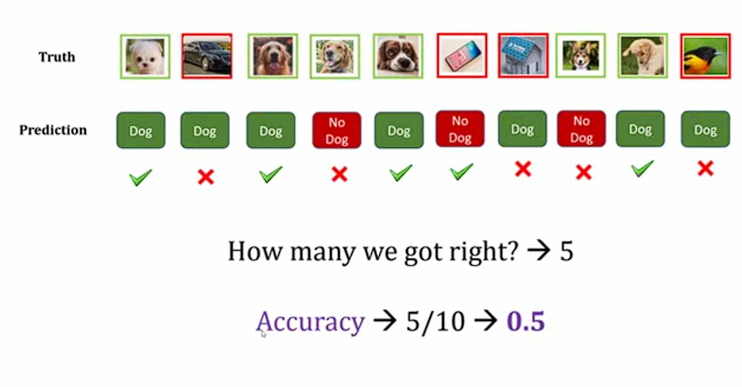 Truth
Prediction
Dog
Dog
Dog
No
Dog
Dog
No
Dog
Dog
No
Dog
Dog
Dog
How many we got right? → 5
Accuracy → 5/10 → 0.5